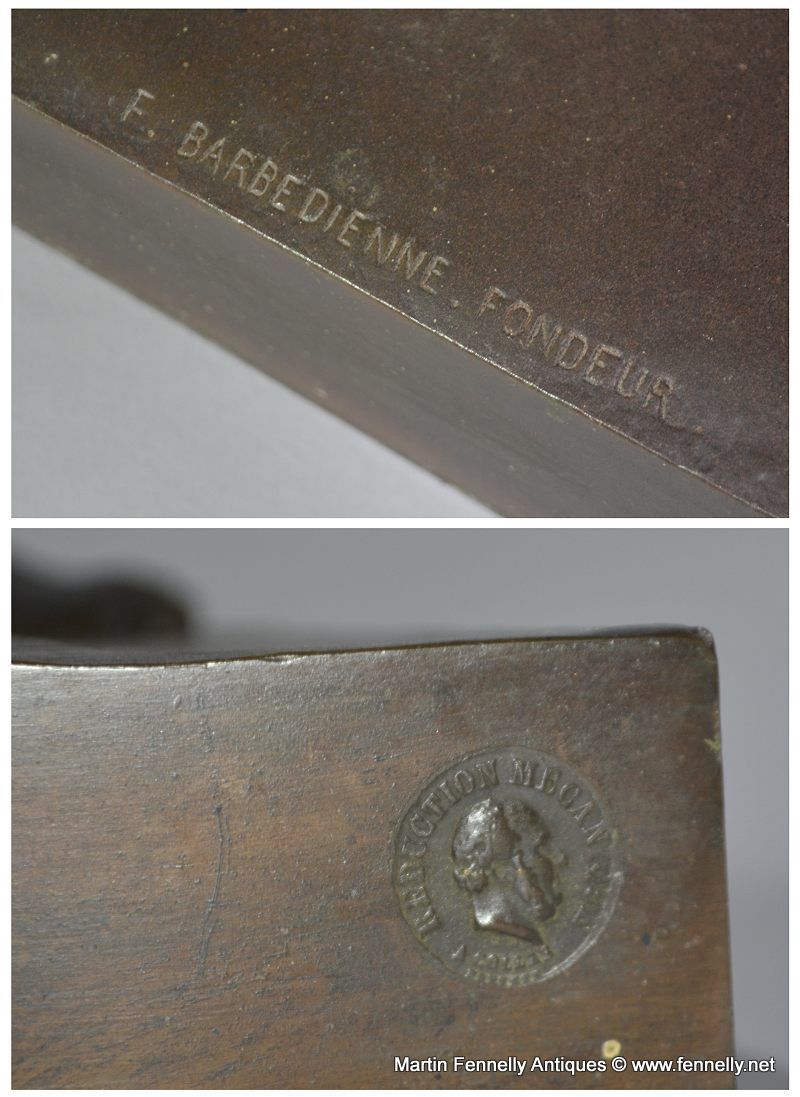 F. BARBEDIENNE. FONDEUR
REDUCTION MECANIQUE
Martin Fennelly Antiques © www.fennelly.net